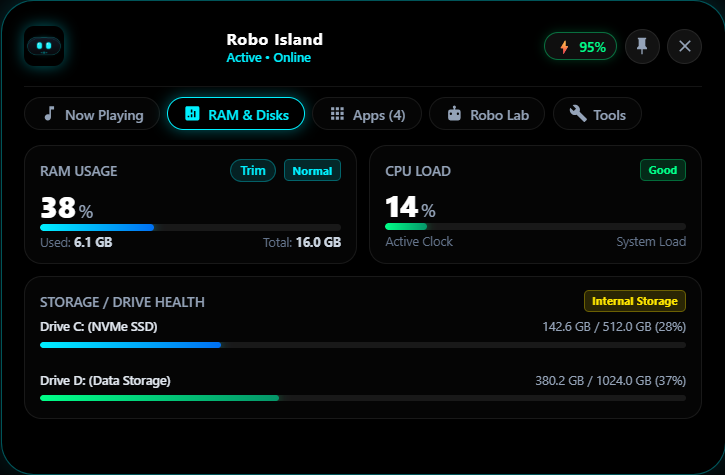 Robo Island
Active • Online
95%
Now Playing
RAM & Disks
Apps (4)
Robo Lab
Tools
RAM USAGE
Trim
Normal
38%
Used: 6.1 GB
Total: 16.0 GB
CPU LOAD
Good
14%
Active Clock
System Load
STORAGE / DRIVE HEALTH
Internal Storage
Drive C: (NVMe SSD)
142.6 GB / 512.0 GB (28%)
Drive D: (Data Storage)
380.2 GB / 1024.0 GB (37%)